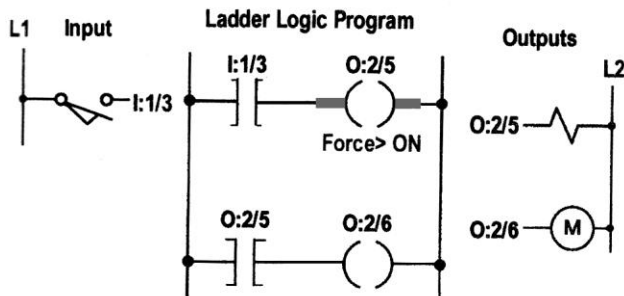 Ladder Logic Program
L1
Input
Outputs
L2
I:1/3
O:2/5
I:1/3
O:2/5
Force> ON
O:2/5
O:2/6
O:2/6
M